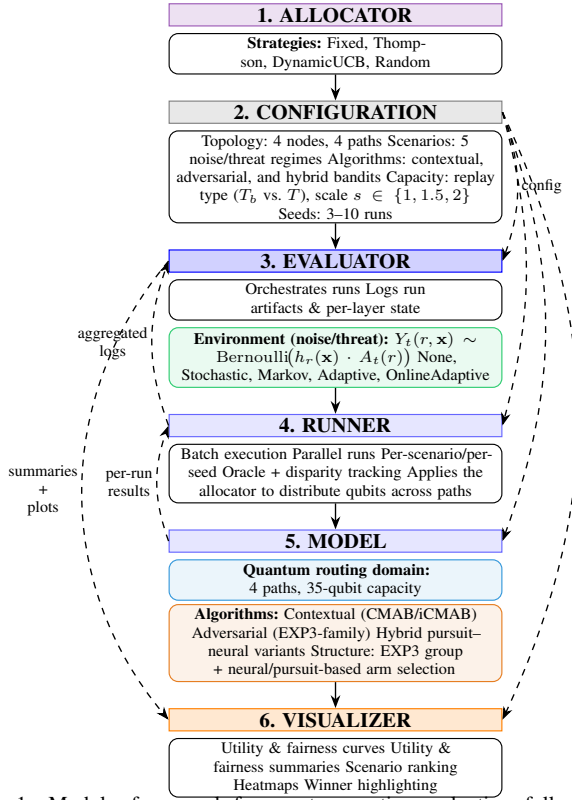 1. ALLOCATOR
Strategies: Fixed, Thomp-
son, DynamicUCB, Random
2. CONFIGURATION
Topology: 4 nodes, 4 paths Scenarios: 5
noise/threat regimes Algorithms: contextual,
adversarial, and hybrid bandits Capacity: replay
type (T_b vs. T), scale s ∈ {1, 1.5, 2}
Seeds: 3–10 runs
config
3. EVALUATOR
Orchestrates runs Logs run
artifacts & per-layer state
aggregated
logs
Environment (noise/threat): Y_t(r, x) ∼
Bernoulli(h_r(x) · A_t(r)) None,
Stochastic, Markov, Adaptive, OnlineAdaptive
4. RUNNER
Batch execution Parallel runs Per-scenario/per-
seed Oracle + disparity tracking Applies the
allocator to distribute qubits across paths
summaries
+
plots
per-run
results
5. MODEL
Quantum routing domain:
4 paths, 35-qubit capacity
Algorithms: Contextual (CMAB/iCMAB)
Adversarial (EXP3-family) Hybrid pursuit–
neural variants Structure: EXP3 group
+ neural/pursuit-based arm selection
6. VISUALIZER
Utility & fairness curves Utility &
fairness summaries Scenario ranking
Heatmaps Winner highlighting